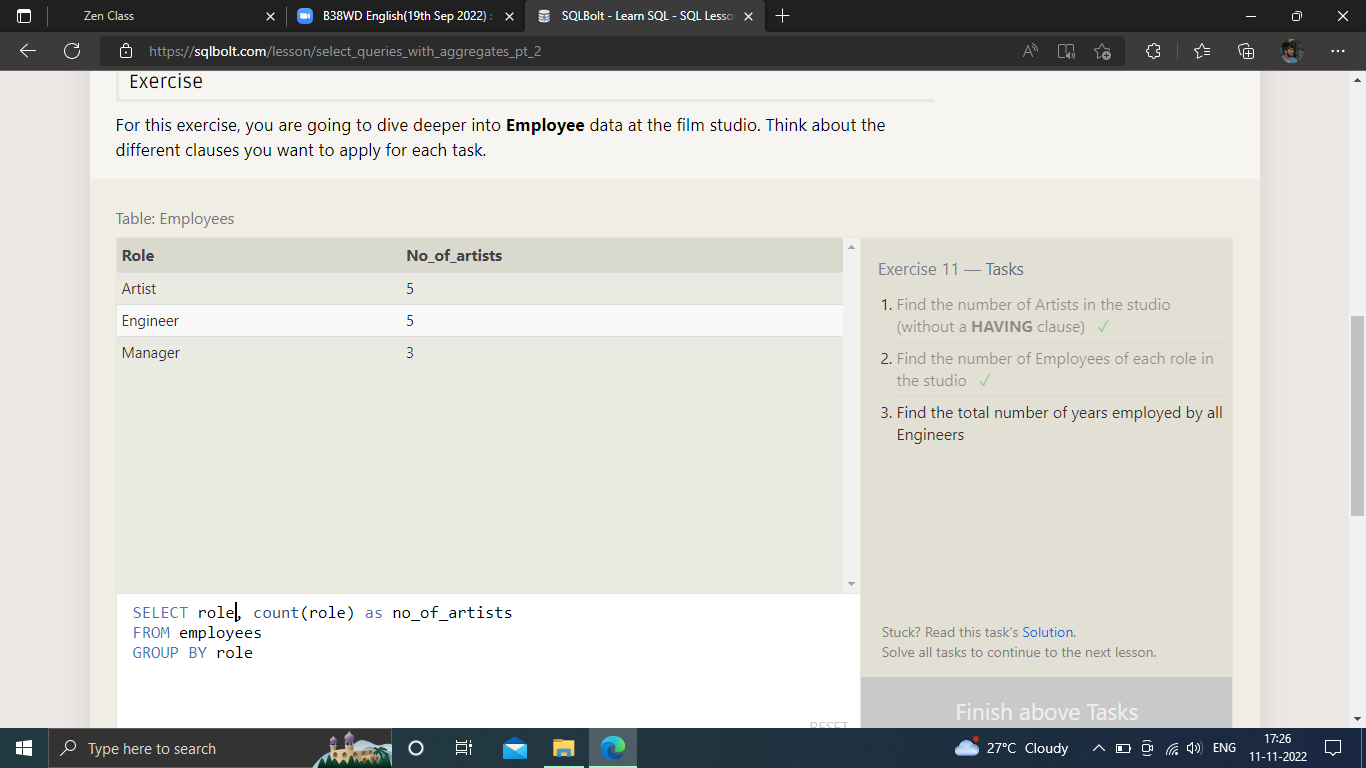 Zen Class
B38WD English(19th Sep 2022) :
SQLBolt - Learn SQL - SQL Lesso
https://sqlbolt.com/lesson/select_queries_with_aggregates_pt_2
Exercise
For this exercise, you are going to dive deeper into Employee data at the film studio. Think about the
different clauses you want to apply for each task.
Table: Employees
Role No_of_artists
Artist 5
Engineer 5
Manager 3
Exercise 11 — Tasks
1. Find the number of Artists in the studio
(without a HAVING clause) ✓
2. Find the number of Employees of each role in
the studio ✓
3. Find the total number of years employed by all
Engineers
SELECT role, count(role) as no_of_artists
FROM employees
GROUP BY role
Stuck? Read this task's Solution.
Solve all tasks to continue to the next lesson.
RESET
Finish above Tasks
Type here to search
27°C Cloudy
ENG
17:26
11-11-2022